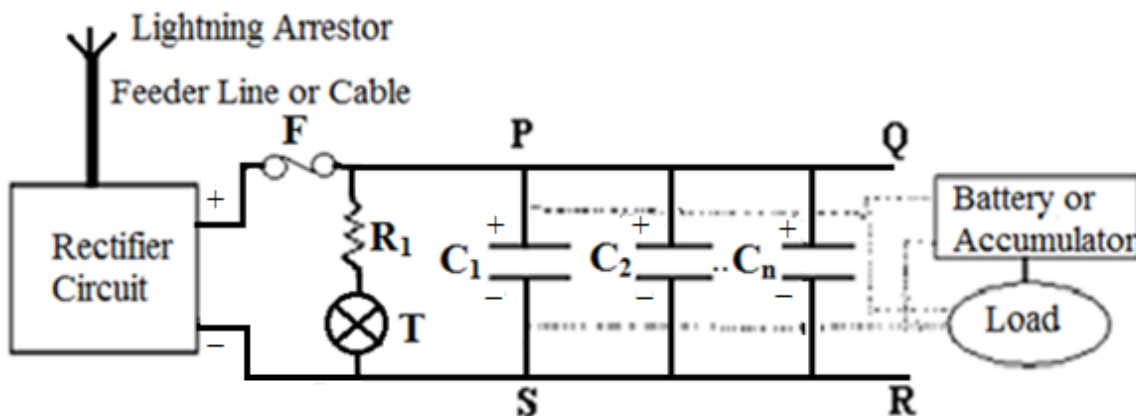 Lightning Arrestor
Feeder Line or Cable
F
P
Q
+
Rectifier
Circuit
−
R1
T
+
C1
−
+
C2
−
..
+
Cn
−
Battery or
Accumulator
Load
S
R